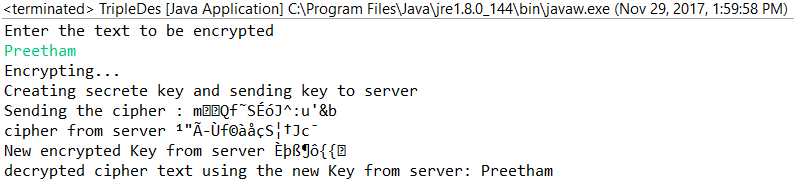 <terminated> TripleDes [Java Application] C:\Program Files\Java\jre1.8.0_144\bin\javaw.exe (Nov 29, 2017, 1:59:58 PM)
Enter the text to be encrypted
Preetham
Encrypting...
Creating secrete key and sending key to server
Sending the cipher : m􏿾􏿾Qf˜SÉóJ^:u'&b
cipher from server ¹"Ã-Ùf©àåçS¦†Jc¯
New encrypted Key from server Èþß¶ô{{􏿾
decrypted cipher text using the new Key from server: Preetham